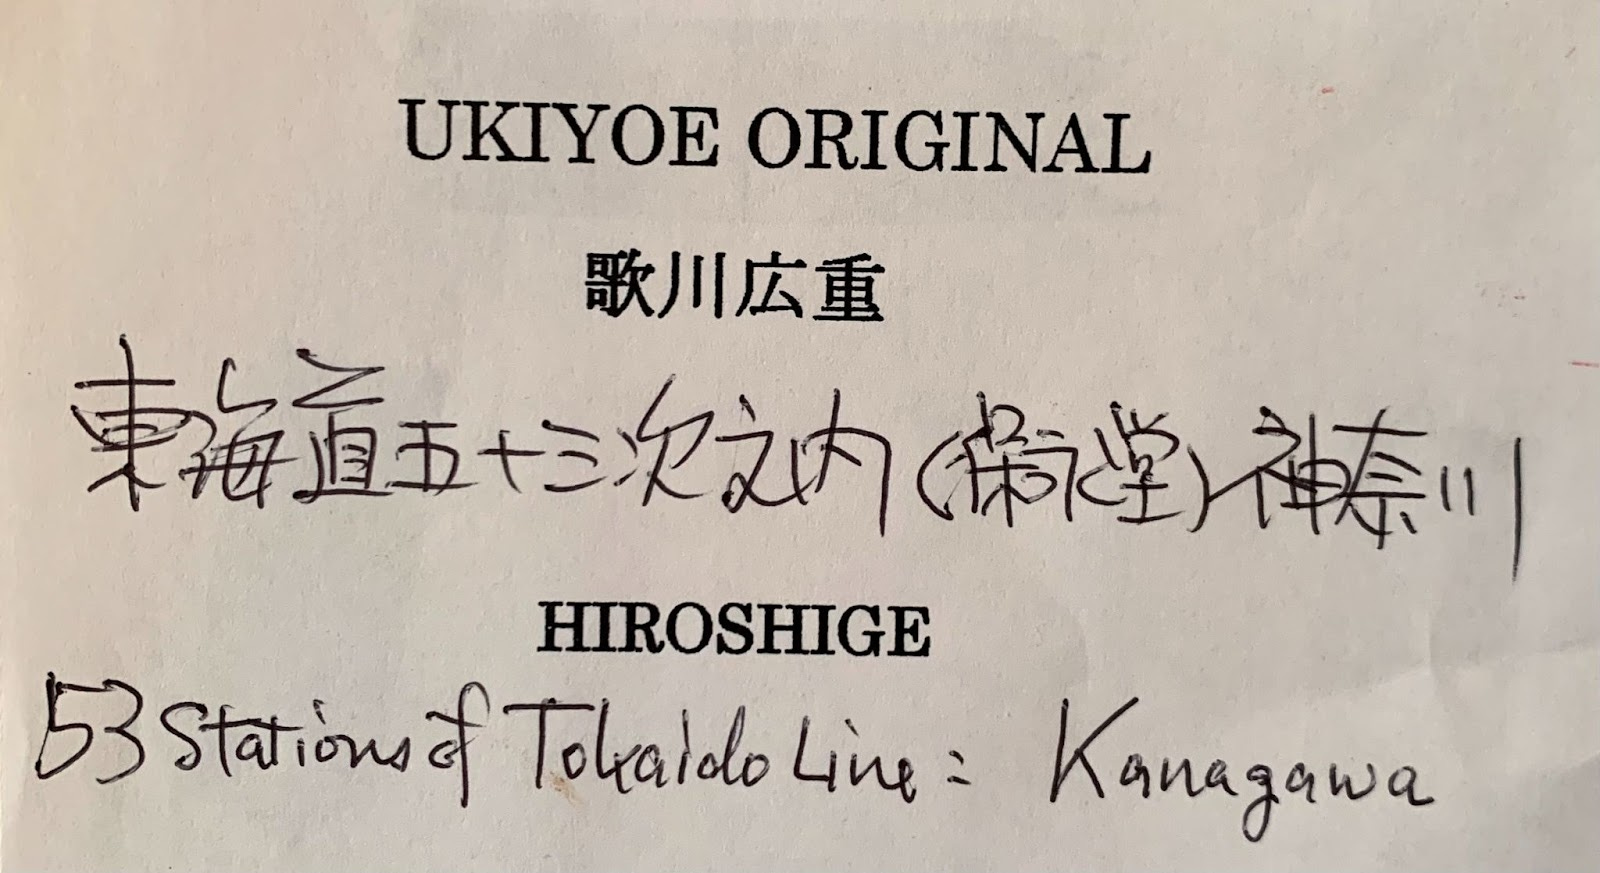 UKIYOE ORIGINAL
歌川広重
東海道五十三次之内(保永堂)神奈川
HIROSHIGE
53 Stations of Tokaido Line: Kanagawa